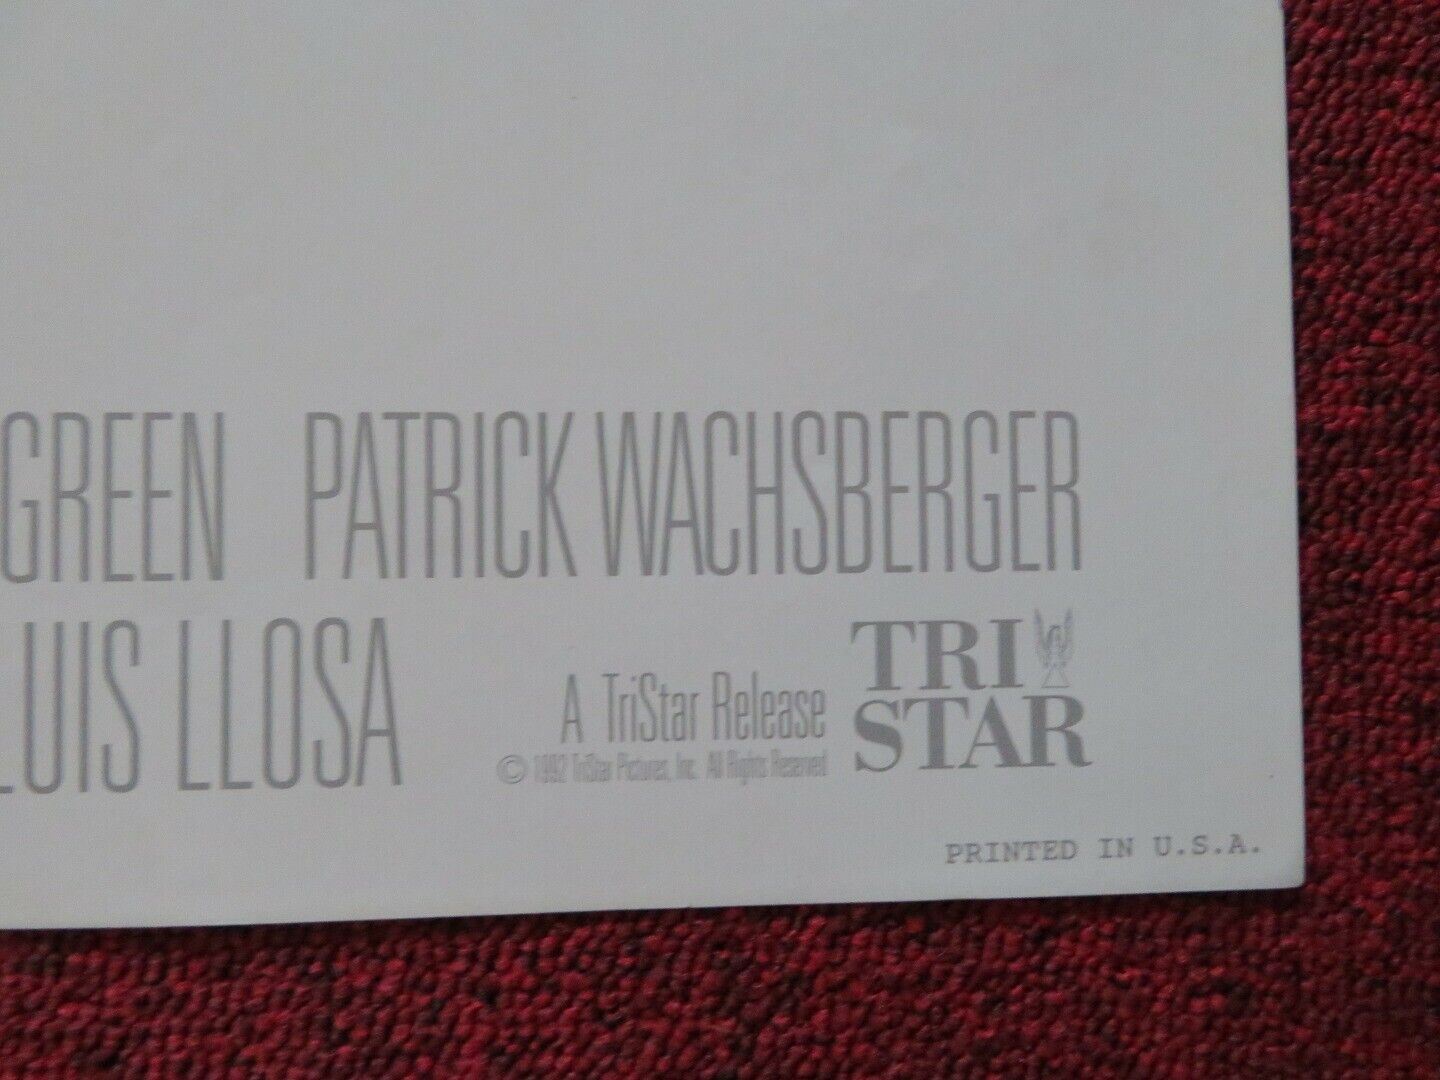 GREEN PATRICK WACHSBERGER
LUIS LLOSA
A TriStar Release
© 1992 TriStar Pictures, Inc. All Rights Reserved
TRI
STAR
PRINTED IN U.S.A.